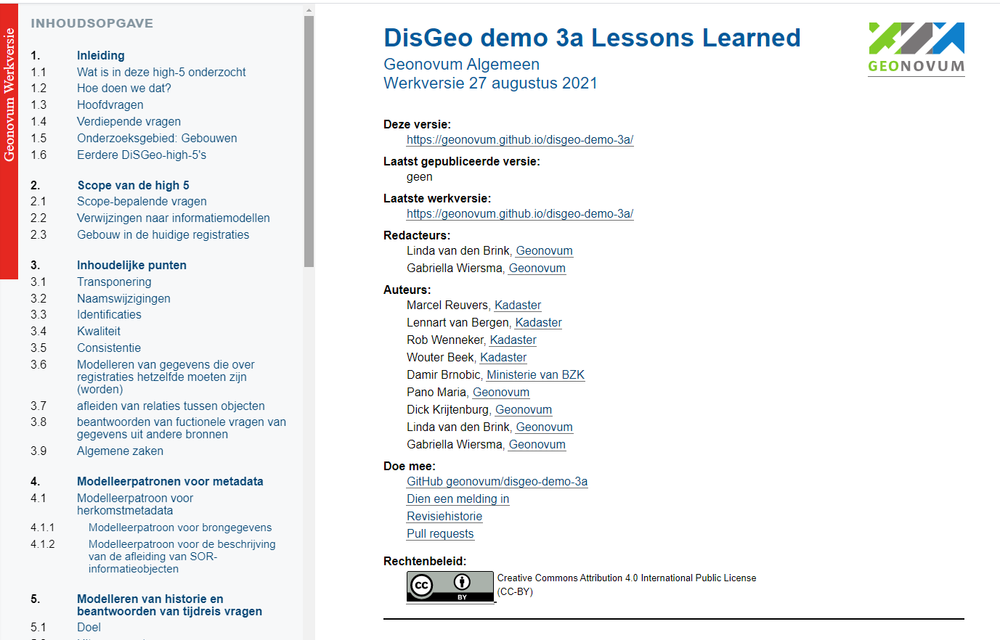 Geonovum Werkversie
INHOUDSOPGAVE
1. Inleiding
1.1 Wat is in deze high-5 onderzocht
1.2 Hoe doen we dat?
1.3 Hoofdvragen
1.4 Verdiepende vragen
1.5 Onderzoeksgebied: Gebouwen
1.6 Eerdere DiSGeo-high-5's
2. Scope van de high 5
2.1 Scope-bepalende vragen
2.2 Verwijzingen naar informatiemodellen
2.3 Gebouw in de huidige registraties
3. Inhoudelijke punten
3.1 Transponering
3.2 Naamswijzigingen
3.3 Identificaties
3.4 Kwaliteit
3.5 Consistentie
3.6 Modelleren van gegevens die over
registraties hetzelfde moeten zijn
(worden)
3.7 afleiden van relaties tussen objecten
3.8 beantwoorden van fuctionele vragen van
gegevens uit andere bronnen
3.9 Algemene zaken
4. Modelleerpatronen voor metadata
4.1 Modelleerpatroon voor
herkomstmetadata
4.1.1 Modelleerpatroon voor brongegevens
4.1.2 Modelleerpatroon voor de beschrijving
van de afleiding van SOR-
informatieobjecten
5. Modelleren van historie en
beantwoorden van tijdreis vragen
5.1 Doel
DisGeo demo 3a Lessons Learned
Geonovum Algemeen
Werkversie 27 augustus 2021
GEONOVUM
Deze versie:
https://geonovum.github.io/disgeo-demo-3a/
Laatst gepubliceerde versie:
geen
Laatste werkversie:
https://geonovum.github.io/disgeo-demo-3a/
Redacteurs:
Linda van den Brink, Geonovum
Gabriella Wiersma, Geonovum
Auteurs:
Marcel Reuvers, Kadaster
Lennart van Bergen, Kadaster
Rob Wenneker, Kadaster
Wouter Beek, Kadaster
Damir Brnobic, Ministerie van BZK
Pano Maria, Geonovum
Dick Krijtenburg, Geonovum
Linda van den Brink, Geonovum
Gabriella Wiersma, Geonovum
Doe mee:
GitHub geonovum/disgeo-demo-3a
Dien een melding in
Revisiehistorie
Pull requests
Rechtenbeleid:
cc BY
Creative Commons Attribution 4.0 International Public License
(CC-BY)